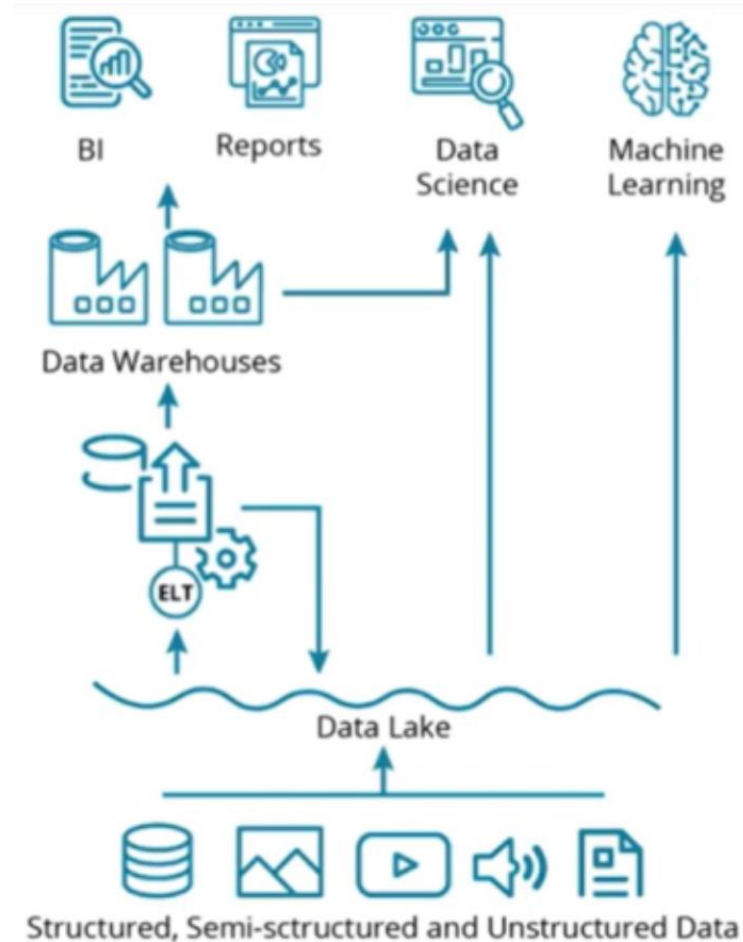 BI
Reports
Data
Science
Machine
Learning
Data Warehouses
ELT
Data Lake
Structured, Semi-sctructured and Unstructured Data